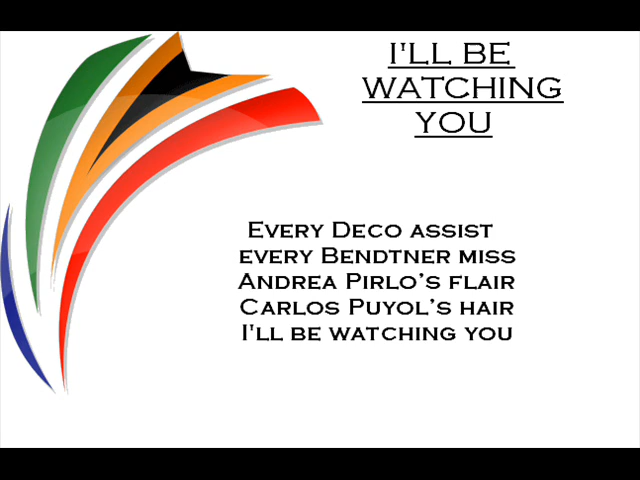 I'LL BE
WATCHING
YOU
Every Deco assist
every Bendtner miss
Andrea Pirlo’s flair
Carlos Puyol’s hair
I'll be watching you